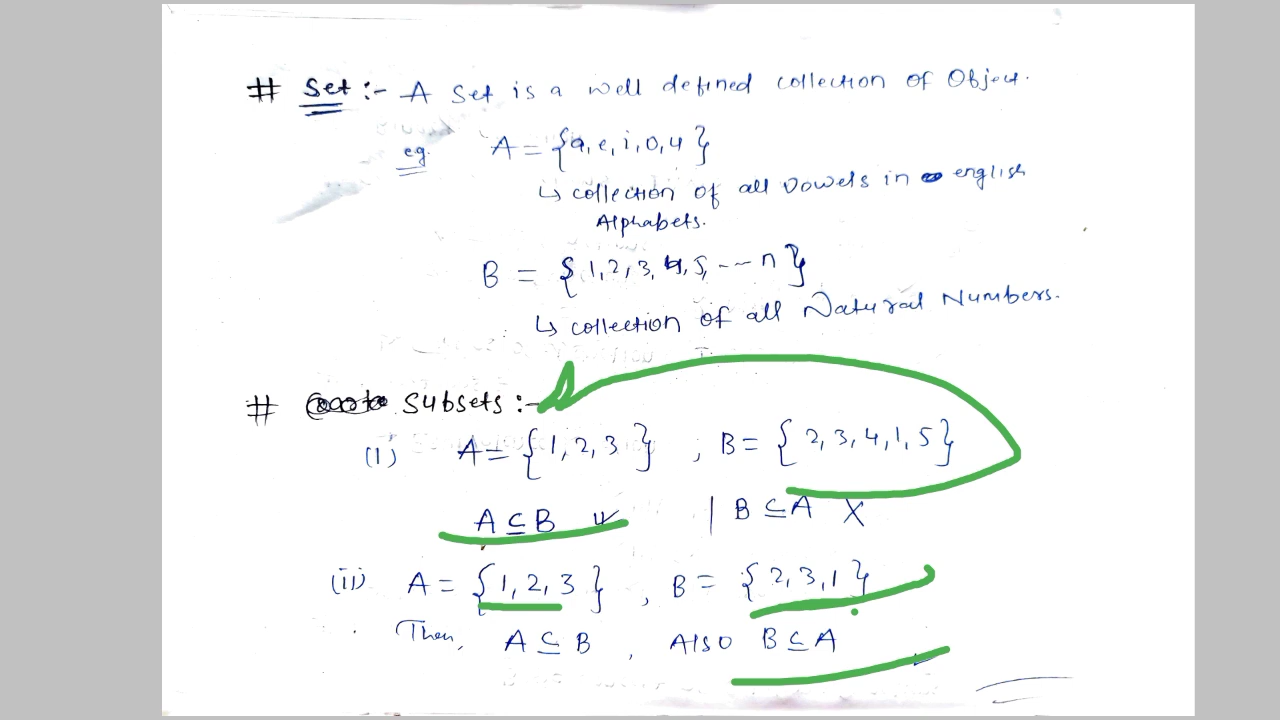 # Set :- A Set is a well defined collection of Object.
eg. A = {a, e, i, o, u}
↳ collection of all vowels in english
Alphabets.
B = {1, 2, 3, 4, 5, --- n}
↳ collection of all Natural Numbers.
# Subsets :-
(i) A = {1, 2, 3} ; B = {2, 3, 4, 1, 5}
A ⊆ B ✓ | B ⊆ A X
(ii) A = {1, 2, 3} , B = {2, 3, 1}
Then, A ⊆ B , Also B ⊆ A